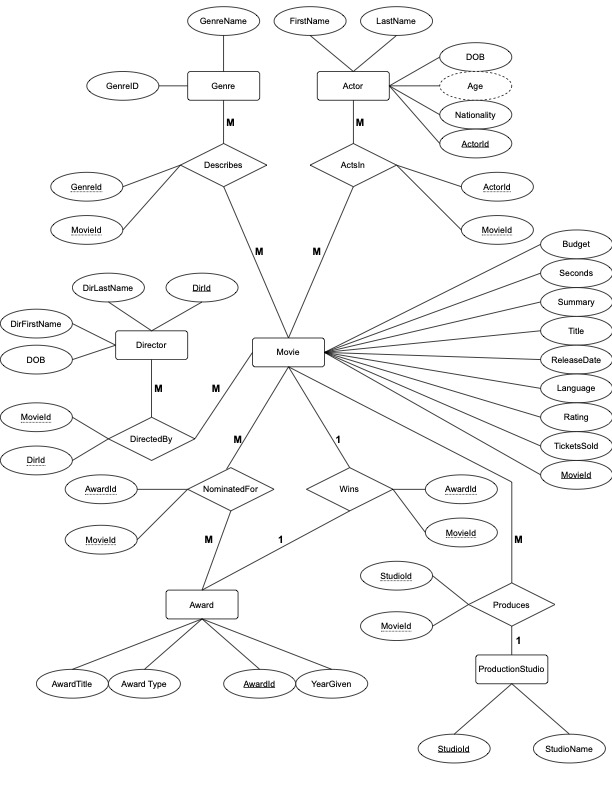 GenreName
FirstName
LastName
GenreID
Genre
Actor
DOB
Age
Nationality
ActorId
M
M
Describes
ActsIn
GenreId
MovieId
ActorId
MovieId
M
M
Budget
Seconds
Summary
Title
ReleaseDate
Language
Rating
TicketsSold
MovieId
DirLastName
DirId
DirFirstName
DOB
Director
Movie
M
M
MovieId
DirId
DirectedBy
M
1
AwardId
MovieId
NominatedFor
Wins
AwardId
MovieId
M
1
M
StudioId
MovieId
Produces
Award
1
ProductionStudio
AwardTitle
Award Type
AwardId
YearGiven
StudioId
StudioName